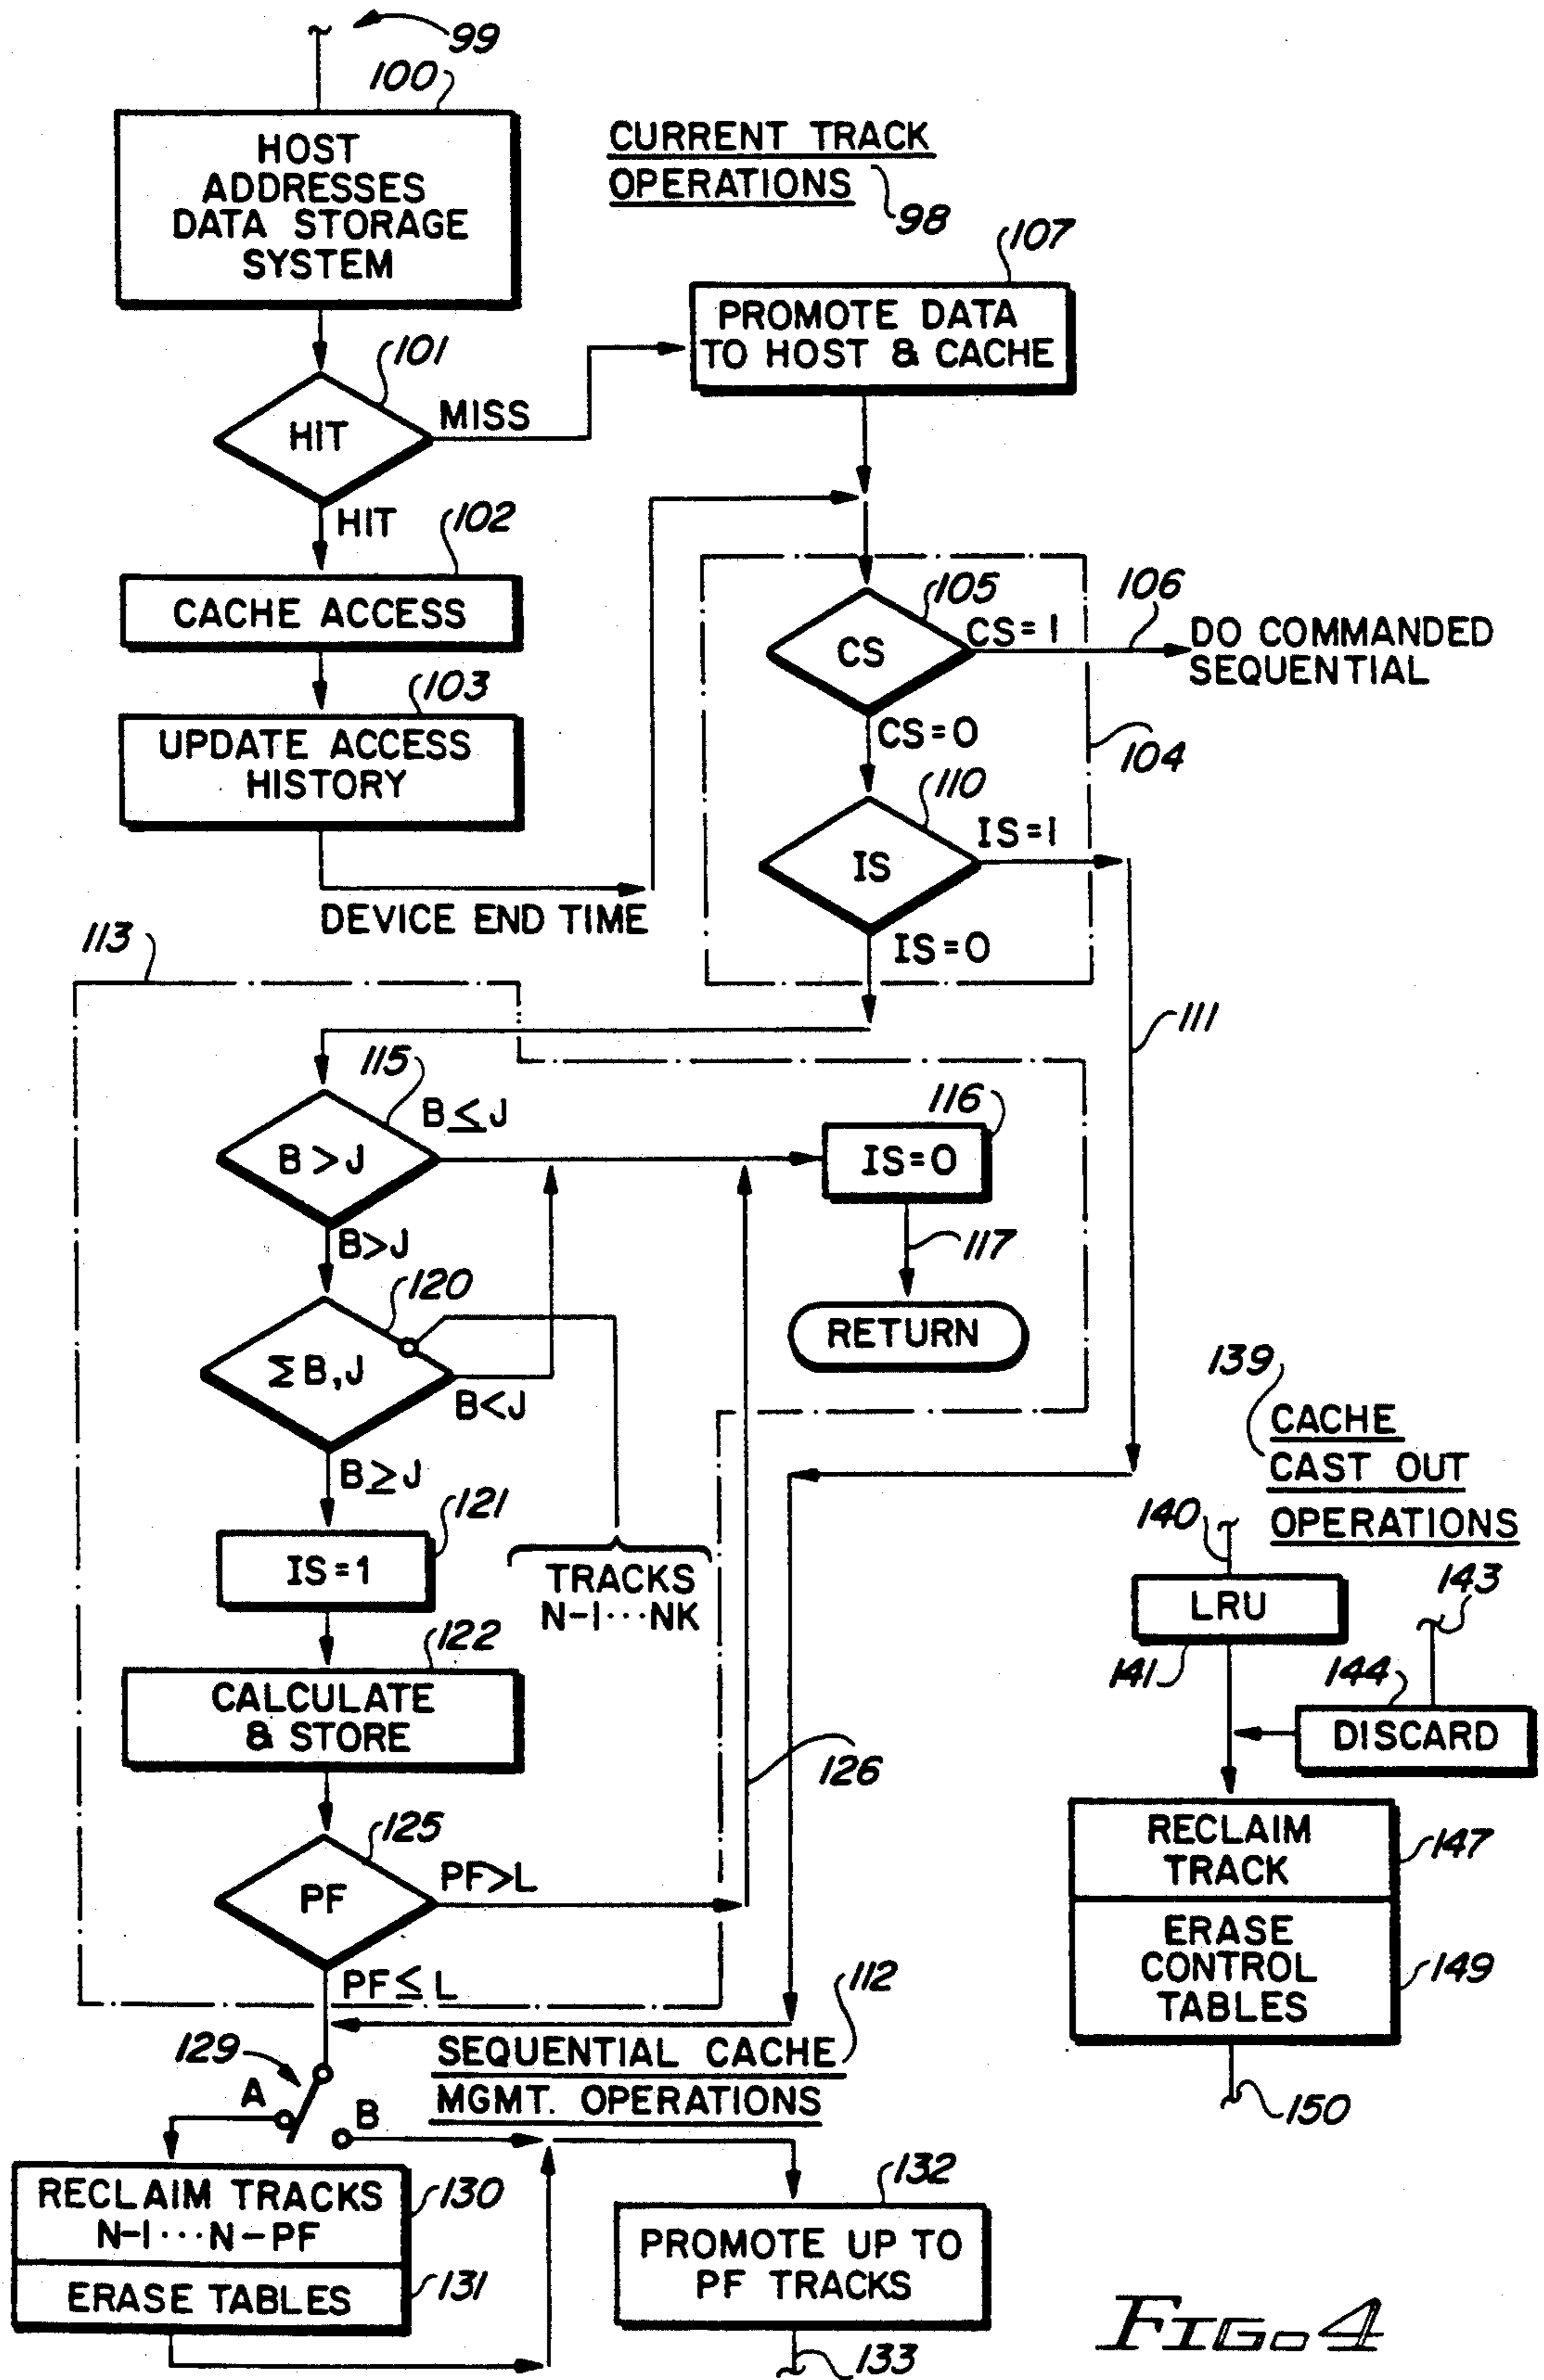 99
100
HOST
ADDRESSES
DATA STORAGE
SYSTEM
CURRENT TRACK
OPERATIONS
98
107
PROMOTE DATA
TO HOST & CACHE
101
HIT
MISS
HIT
102
CACHE ACCESS
103
UPDATE ACCESS
HISTORY
DEVICE END TIME
105
CS
CS=1
106
DO COMMANDED
SEQUENTIAL
CS=0
104
110
IS
IS=1
IS=0
111
113
115
B>J
B≤J
116
IS=0
117
RETURN
B>J
120
ΣB,J
B<J
B≥J
121
IS=1
TRACKS
N-1···NK
122
CALCULATE
& STORE
126
125
PF
PF>L
PF≤L
139
CACHE
CAST OUT
OPERATIONS
140
LRU
141
143
144
DISCARD
RECLAIM
TRACK
147
ERASE
CONTROL
TABLES
149
150
112
SEQUENTIAL CACHE
MGMT. OPERATIONS
129
A
B
RECLAIM TRACKS
N-1···N-PF
130
ERASE TABLES
131
132
PROMOTE UP TO
PF TRACKS
133
FIG. 4